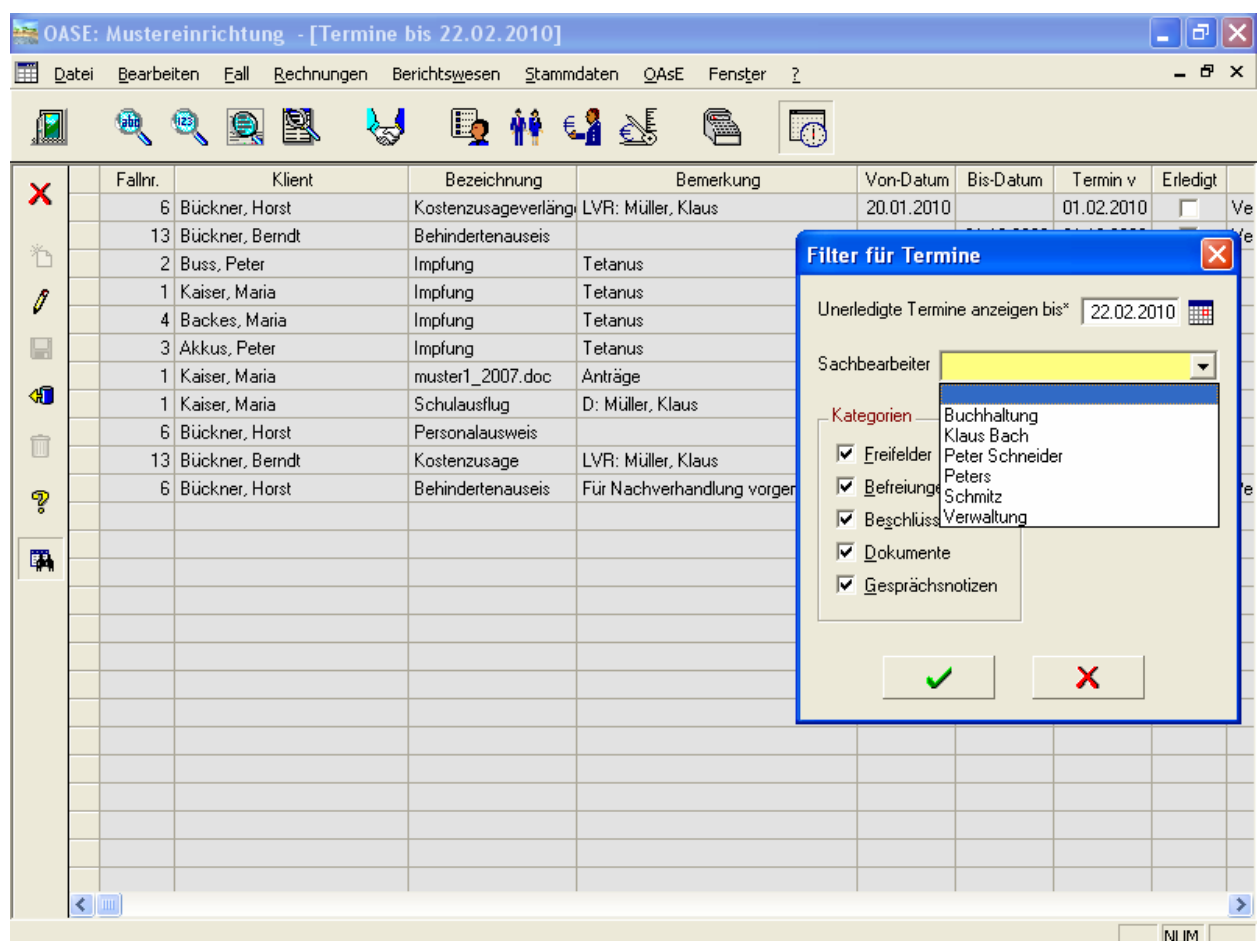 OASE: Mustereinrichtung - [Termine bis 22.02.2010]
Datei Bearbeiten Fall Rechnungen Berichtswesen Stammdaten OAsE Fenster ?
abc 123
Fallnr. Klient Bezeichnung Bemerkung Von-Datum Bis-Datum Termin v Erledigt
6 Bückner, Horst Kostenzusageverläng LVR: Müller, Klaus 20.01.2010 01.02.2010 Ve
13 Bückner, Berndt Behindertenauseis
2 Buss, Peter Impfung Tetanus
1 Kaiser, Maria Impfung Tetanus
4 Backes, Maria Impfung Tetanus
3 Akkus, Peter Impfung Tetanus
1 Kaiser, Maria muster1_2007.doc Anträge
1 Kaiser, Maria Schulausflug D: Müller, Klaus
6 Bückner, Horst Personalausweis
13 Bückner, Berndt Kostenzusage LVR: Müller, Klaus
6 Bückner, Horst Behindertenauseis Für Nachverhandlung vorger
Filter für Termine
Unerledigte Termine anzeigen bis* 22.02.2010
Sachbearbeiter
Buchhaltung
Klaus Bach
Peter Schneider
Peters
Schmitz
Verwaltung
Kategorien
Freifelder
Befreiunge
Beschlüss
Dokumente
Gesprächsnotizen
NUM